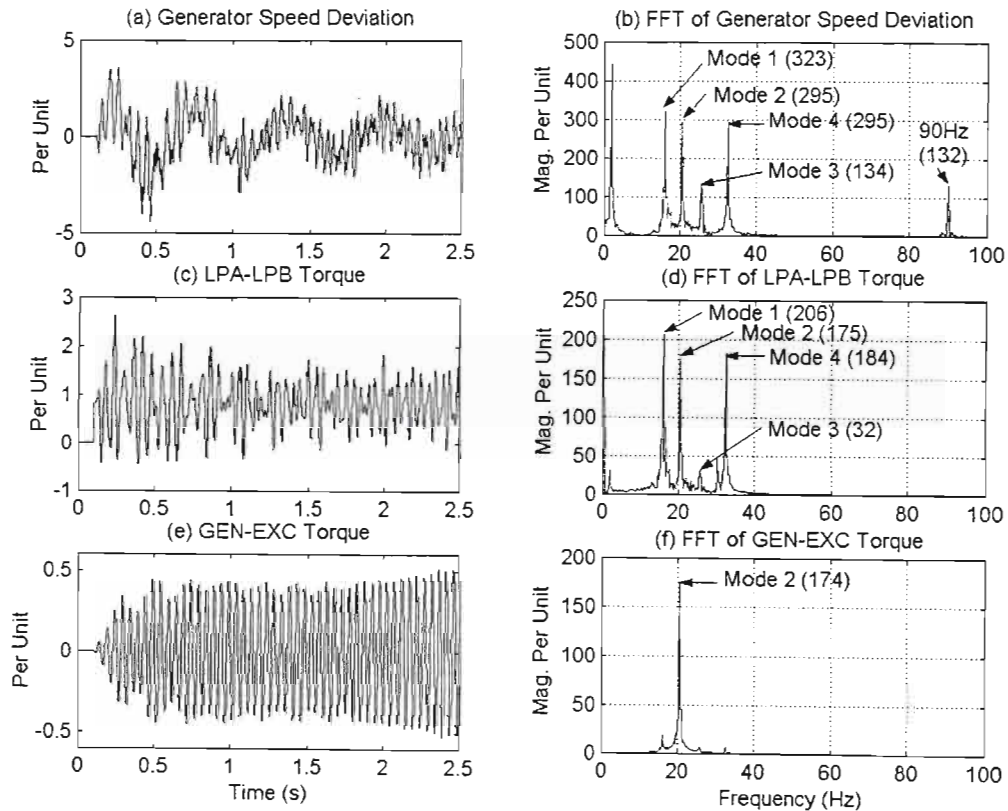 (a) Generator Speed Deviation
Per Unit
5
0
-5
0 0.5 1 1.5 2 2.5
(b) FFT of Generator Speed Deviation
Mag. Per Unit
500
400
300
200
100
0
Mode 1 (323)
Mode 2 (295)
Mode 4 (295)
Mode 3 (134)
90Hz
(132)
0 20 40 60 80 100
(c) LPA-LPB Torque
Per Unit
3
2
1
0
-1
0 0.5 1 1.5 2 2.5
(d) FFT of LPA-LPB Torque
Mag. Per Unit
250
200
150
100
50
0
Mode 1 (206)
Mode 2 (175)
Mode 4 (184)
Mode 3 (32)
0 20 40 60 80 100
(e) GEN-EXC Torque
Per Unit
0.5
0
-0.5
0 0.5 1 1.5 2 2.5
Time (s)
(f) FFT of GEN-EXC Torque
Mag. Per Unit
200
150
100
50
0
Mode 2 (174)
0 20 40 60 80 100
Frequency (Hz)